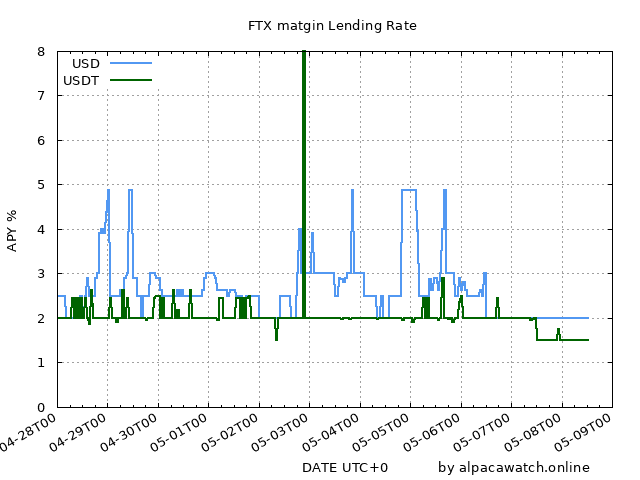 FTX matgin Lending Rate
USD
USDT
8
7
6
5
4
3
2
1
0
APY %
04-28T00
04-29T00
04-30T00
05-01T00
05-02T00
05-03T00
05-04T00
05-05T00
05-06T00
05-07T00
05-08T00
05-09T00
DATE UTC+0
by alpacawatch.online